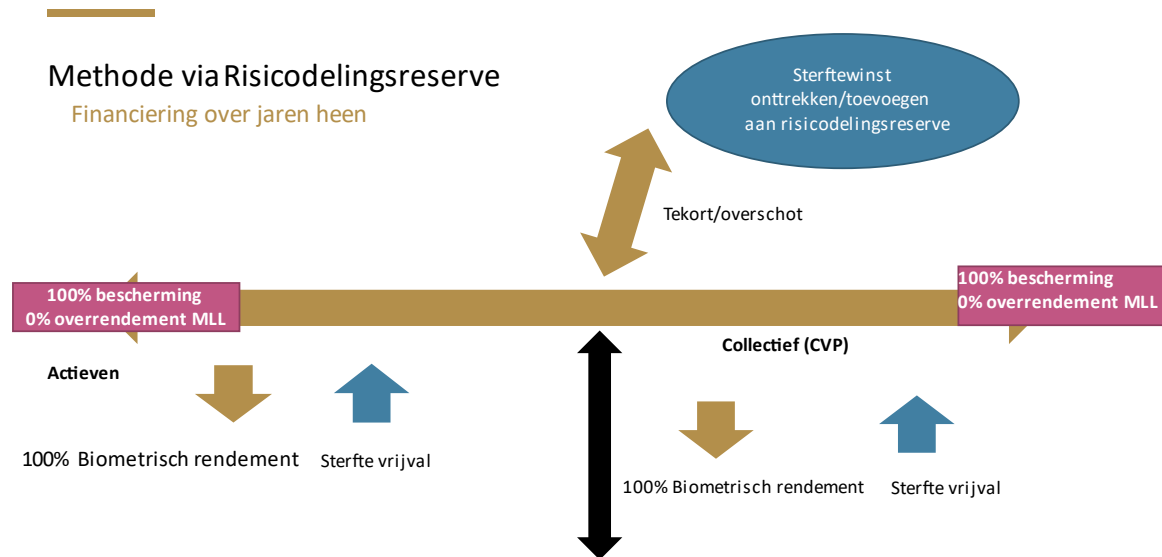 Methode via Risicodelingsreserve
Financiering over jaren heen
Sterftewinst
onttrekken/toevoegen
aan risicodelingsreserve
Tekort/overschot
100% bescherming
0% overrendement MLL
100% bescherming
0% overrendement MLL
Actieven
Collectief (CVP)
100% Biometrisch rendement
Sterfte vrijval
100% Biometrisch rendement
Sterfte vrijval